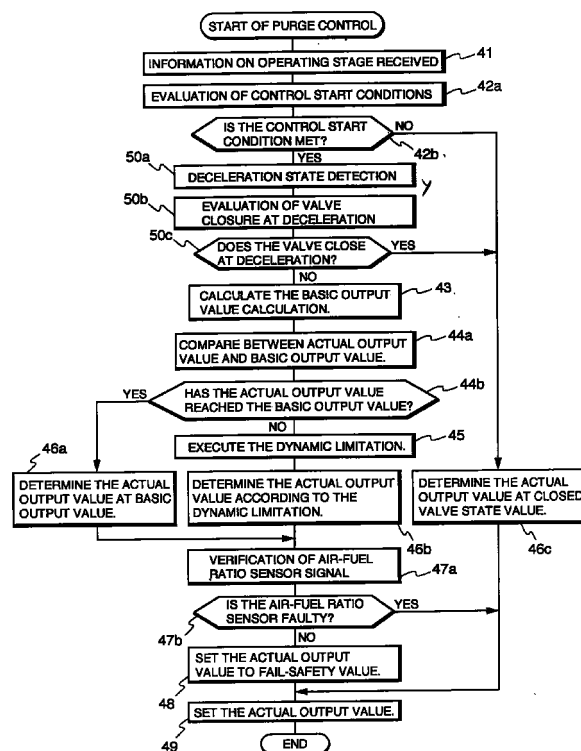 START OF PURGE CONTROL
INFORMATION ON OPERATING STAGE RECEIVED
41
EVALUATION OF CONTROL START CONDITIONS
42a
IS THE CONTROL START
CONDITION MET?
NO
42b
YES
50a
DECELERATION STATE DETECTION
y
50b
EVALUATION OF VALVE
CLOSURE AT DECELERATION
50c
DOES THE VALVE CLOSE
AT DECELERATION?
YES
NO
CALCULATE THE BASIC OUTPUT
VALUE CALCULATION.
43
COMPARE BETWEEN ACTUAL OUTPUT
VALUE AND BASIC OUTPUT VALUE.
44a
YES
HAS THE ACTUAL OUTPUT VALUE
REACHED THE BASIC OUTPUT VALUE?
44b
NO
EXECUTE THE DYNAMIC LIMITATION.
45
46a
DETERMINE THE ACTUAL
OUTPUT VALUE AT BASIC
OUTPUT VALUE.
DETERMINE THE ACTUAL OUTPUT
VALUE ACCORDING TO THE
DYNAMIC LIMITATION.
46b
DETERMINE THE ACTUAL
OUTPUT VALUE AT CLOSED
VALVE STATE VALUE.
46c
VERIFICATION OF AIR-FUEL
RATIO SENSOR SIGNAL
47a
IS THE AIR-FUEL RATIO
SENSOR FAULTY?
YES
47b
NO
SET THE ACTUAL OUTPUT
VALUE TO FAIL-SAFETY VALUE.
48
SET THE ACTUAL OUTPUT VALUE.
49
END